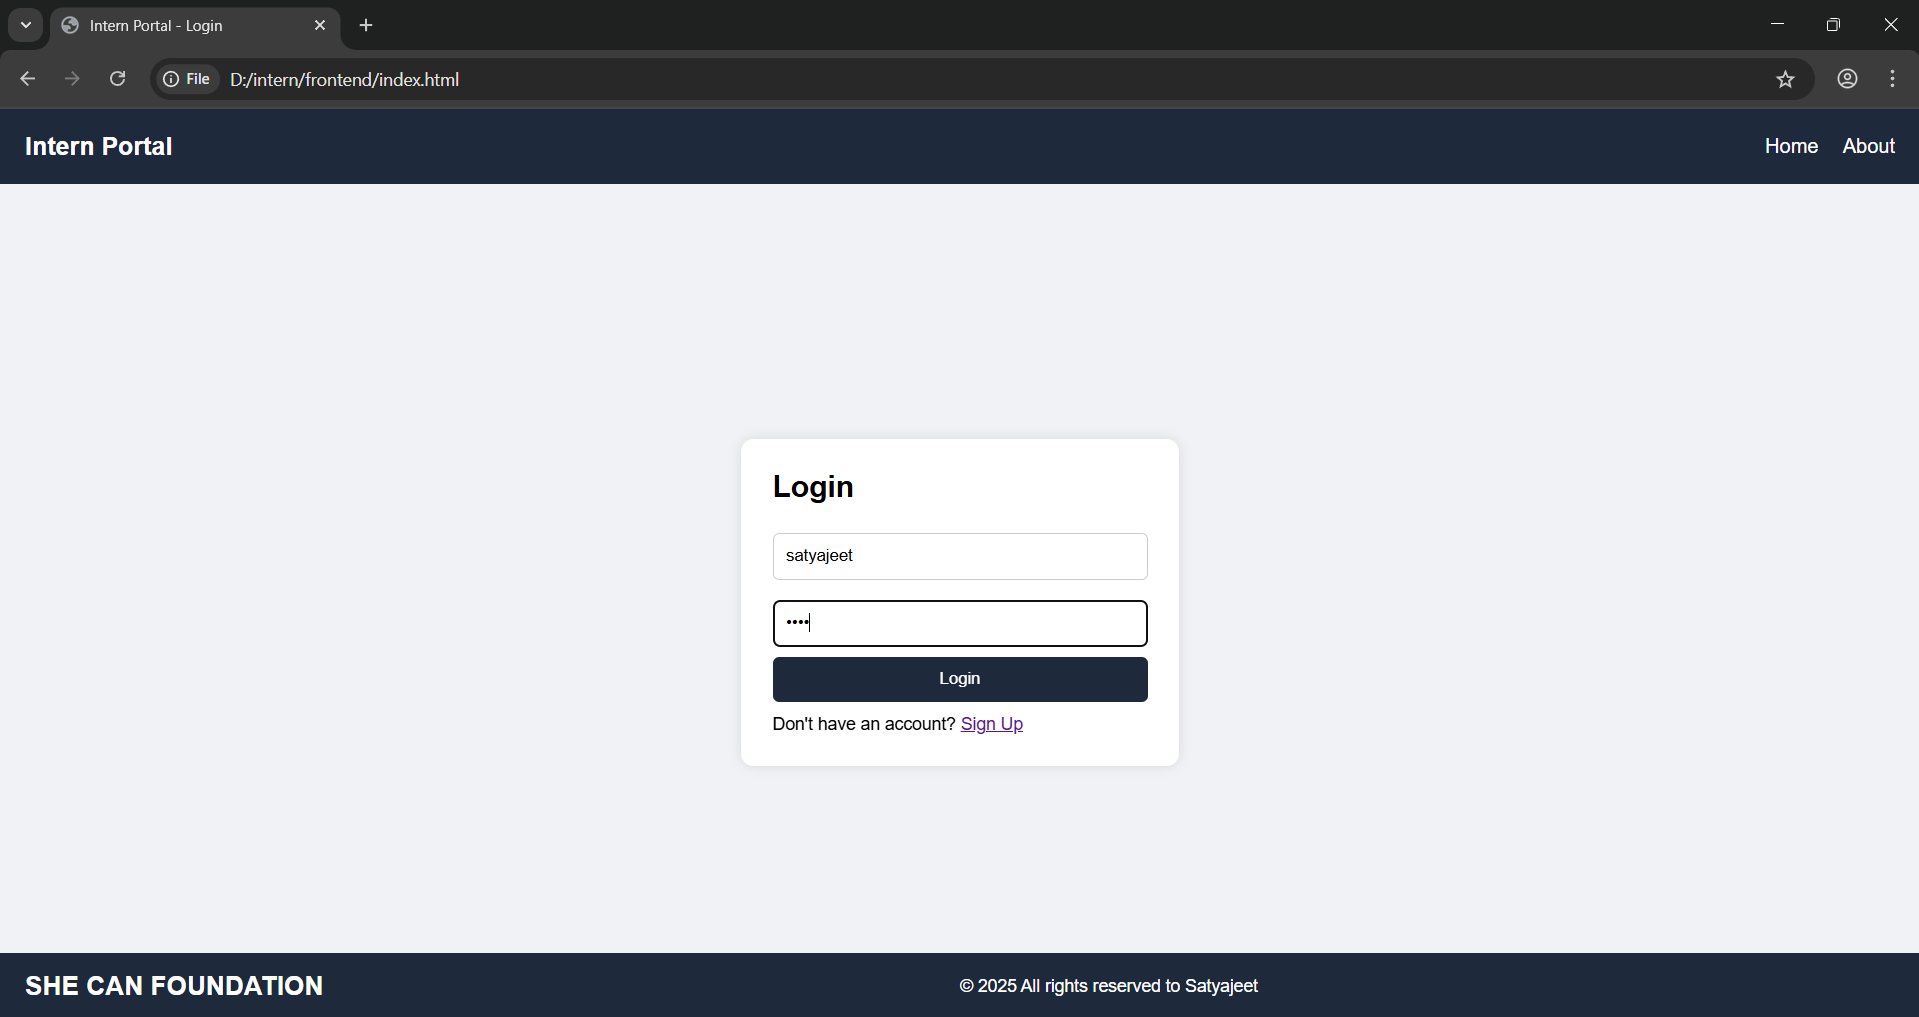 Intern Portal - Login
File D:/intern/frontend/index.html
Intern Portal Home About
Login
satyajeet
••••
Login
Don't have an account? Sign Up
SHE CAN FOUNDATION © 2025 All rights reserved to Satyajeet